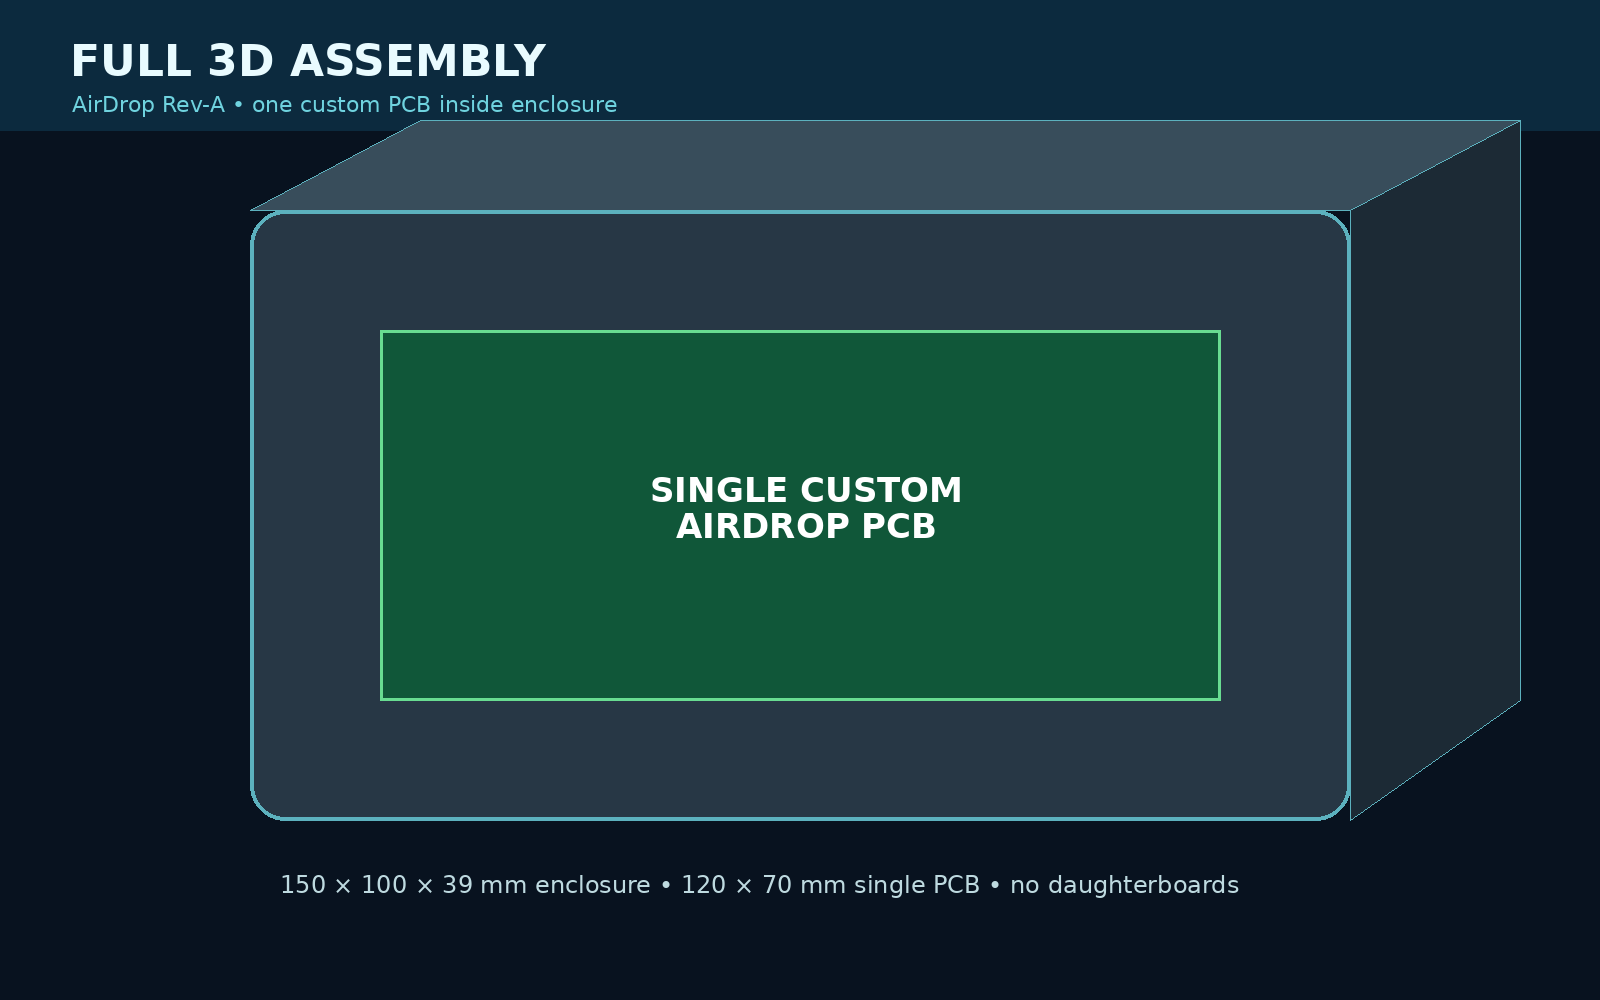 FULL 3D ASSEMBLY
AirDrop Rev-A • one custom PCB inside enclosure
SINGLE CUSTOM
AIRDROP PCB
150 × 100 × 39 mm enclosure • 120 × 70 mm single PCB • no daughterboards